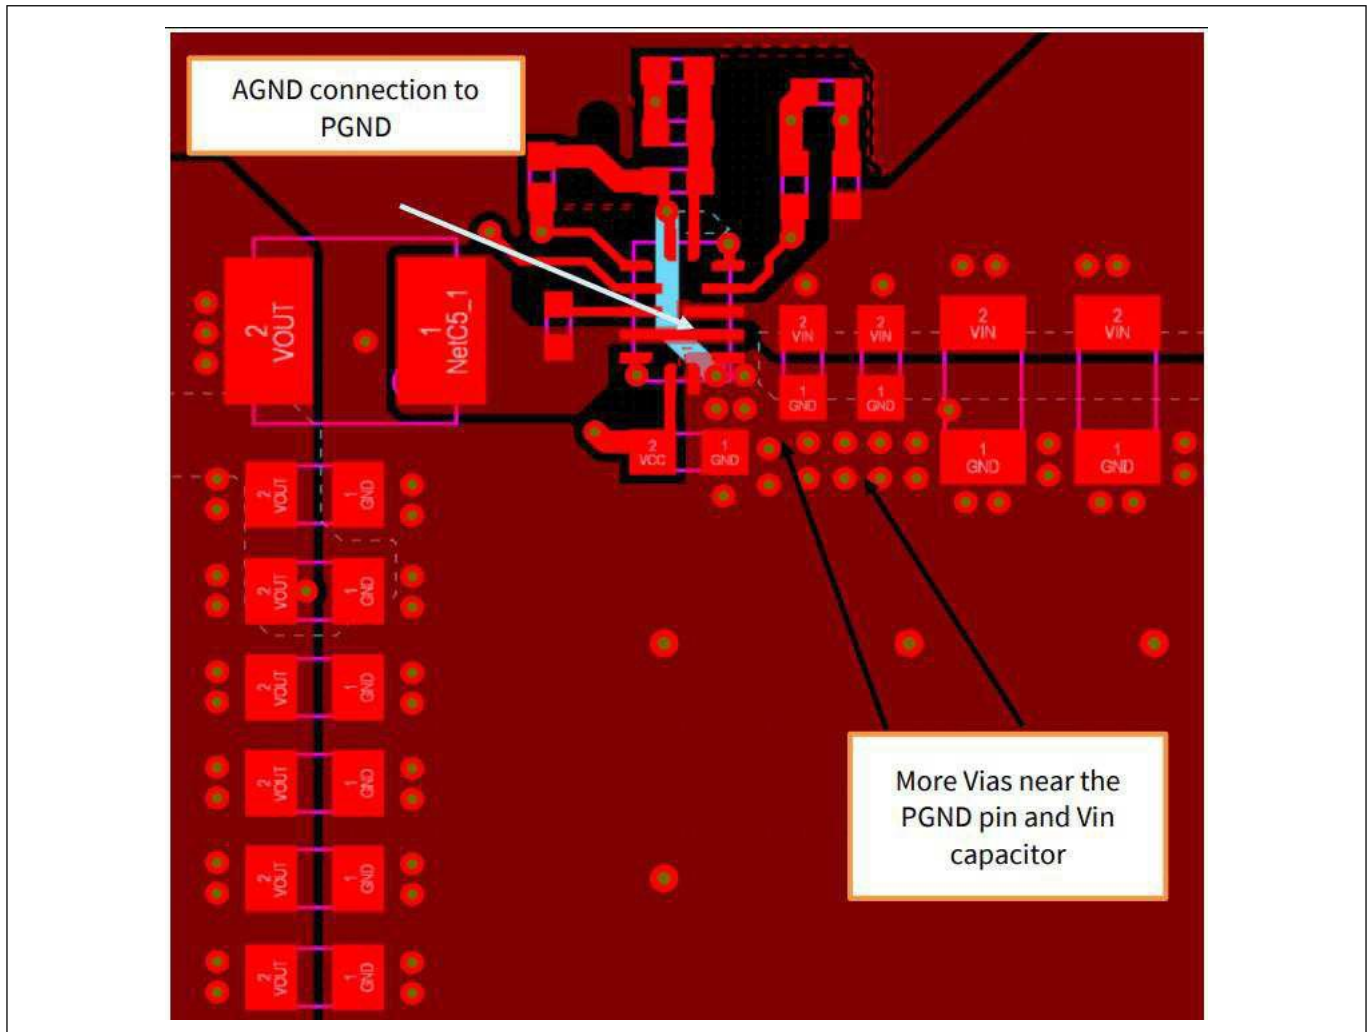 AGND connection to
PGND
2
VOUT
1
NetC5_1
2
VIN
2
VIN
2
VIN
2
VIN
1
GND
1
GND
1
GND
1
GND
2
VCC
1
GND
2
VOUT
1
GND
2
VOUT
1
GND
2
VOUT
1
GND
2
VOUT
1
GND
2
VOUT
1
GND
2
VOUT
1
GND
More Vias near the
PGND pin and Vin
capacitor